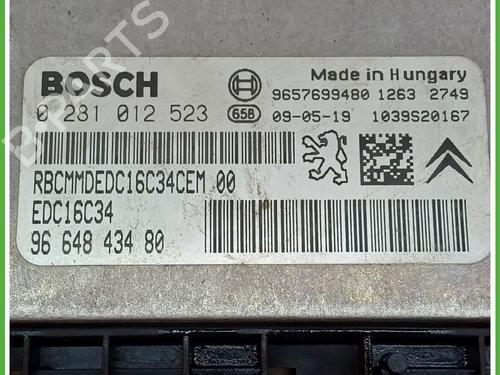 B-PARTS
BOSCH
Made in Hungary
9657699480 1263 2749
0 281 012 523
658
09-05-19 1039S20167
RBCMMDEDC16C34CEM 00
EDC16C34
96 648 434 80